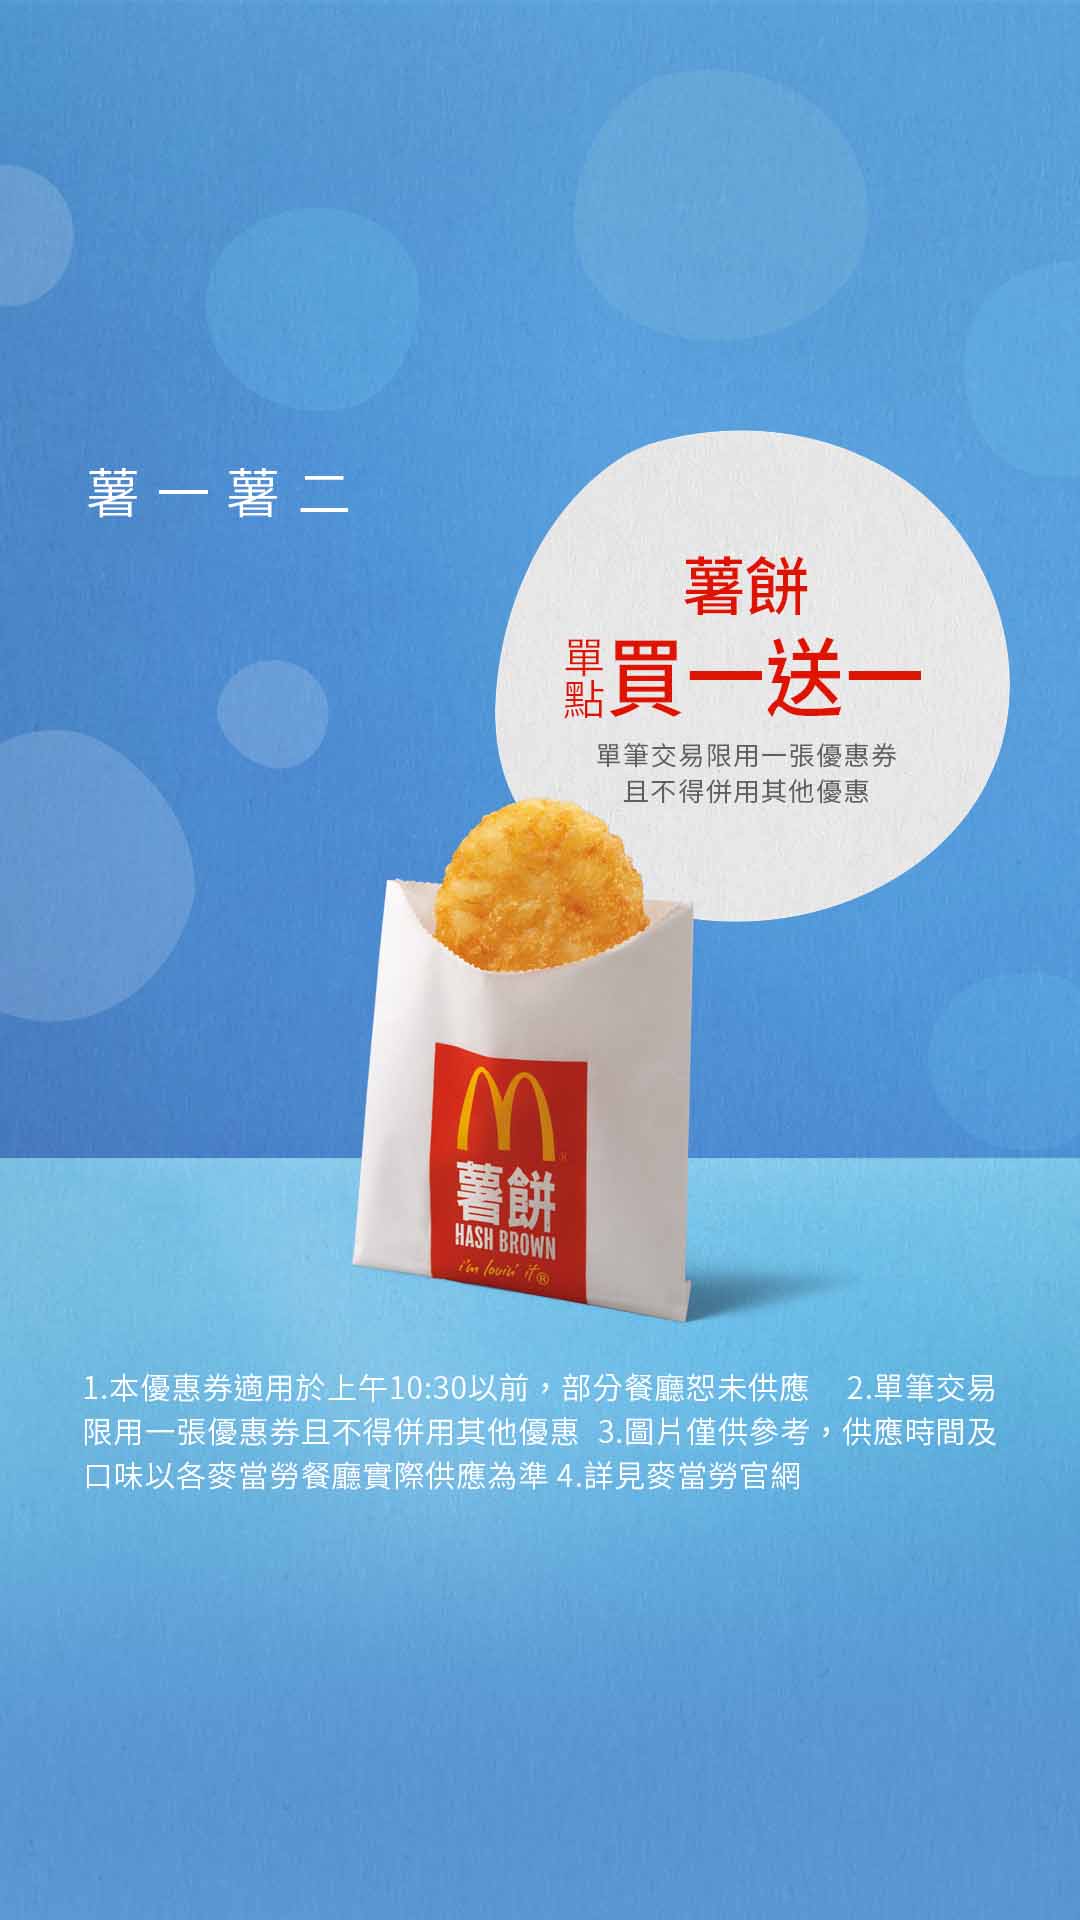 薯一薯二
薯餅
單點買一送一
單筆交易限用一張優惠券
且不得併用其他優惠
薯餅
HASH BROWN
i'm lovin' it®
1.本優惠券適用於上午10:30以前，部分餐廳恕未供應 2.單筆交易
限用一張優惠券且不得併用其他優惠 3.圖片僅供參考，供應時間及
口味以各麥當勞餐廳實際供應為準 4.詳見麥當勞官網